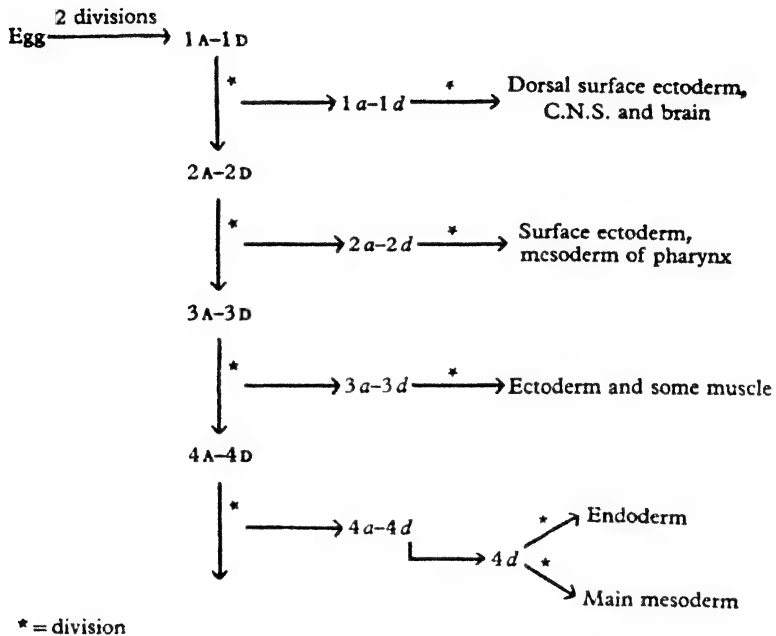 2 divisions
Egg 1A–1D
*
1a–1d * Dorsal surface ectoderm,
C.N.S. and brain
2A–2D
*
2a–2d * Surface ectoderm,
mesoderm of pharynx
3A–3D
*
3a–3d * Ectoderm and some muscle
4A–4D
*
4a–4d
4d
* Endoderm
* Main mesoderm
* = division